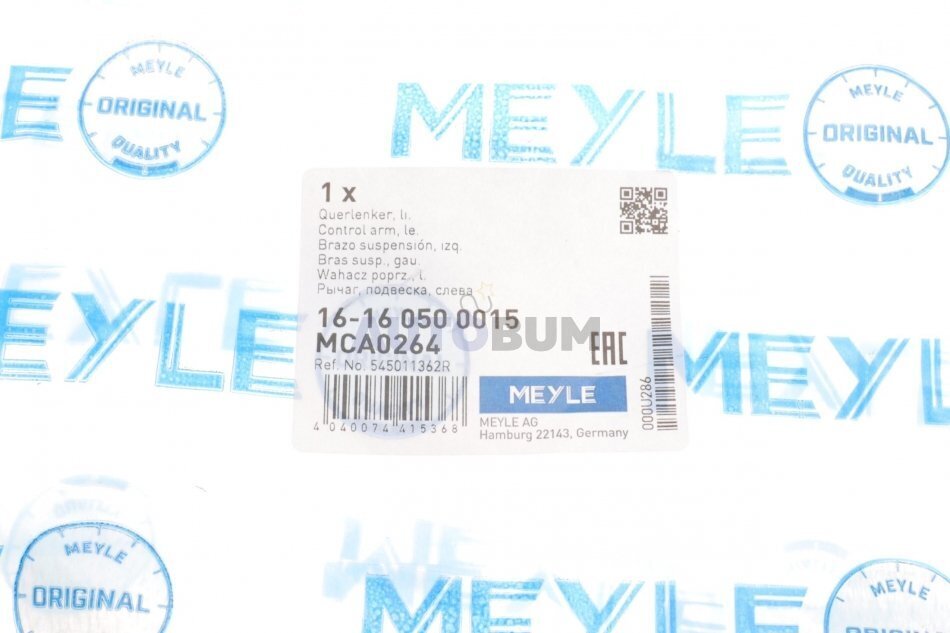 MEYLE
ORIGINAL
QUALITY
MEYLE
MEYLE
ORIGINAL
QUALITY
1 x
Querlenker, li.
Control arm, le.
Brazo suspensión, izq.
Bras susp., gau.
Wahacz poprz., l.
Рычаг, подвеска, слева
16-16 050 0015
AUTOBUM
MCA0264
EAC
Ref. No. 545011362R
MEYLE
MEYLE AG
Hamburg 22143, Germany
4 040074 415368
000U286
MEYLE
MEYLE
MEYLE
ORIGINAL
MEYLE
MEYLE
ORIGINAL